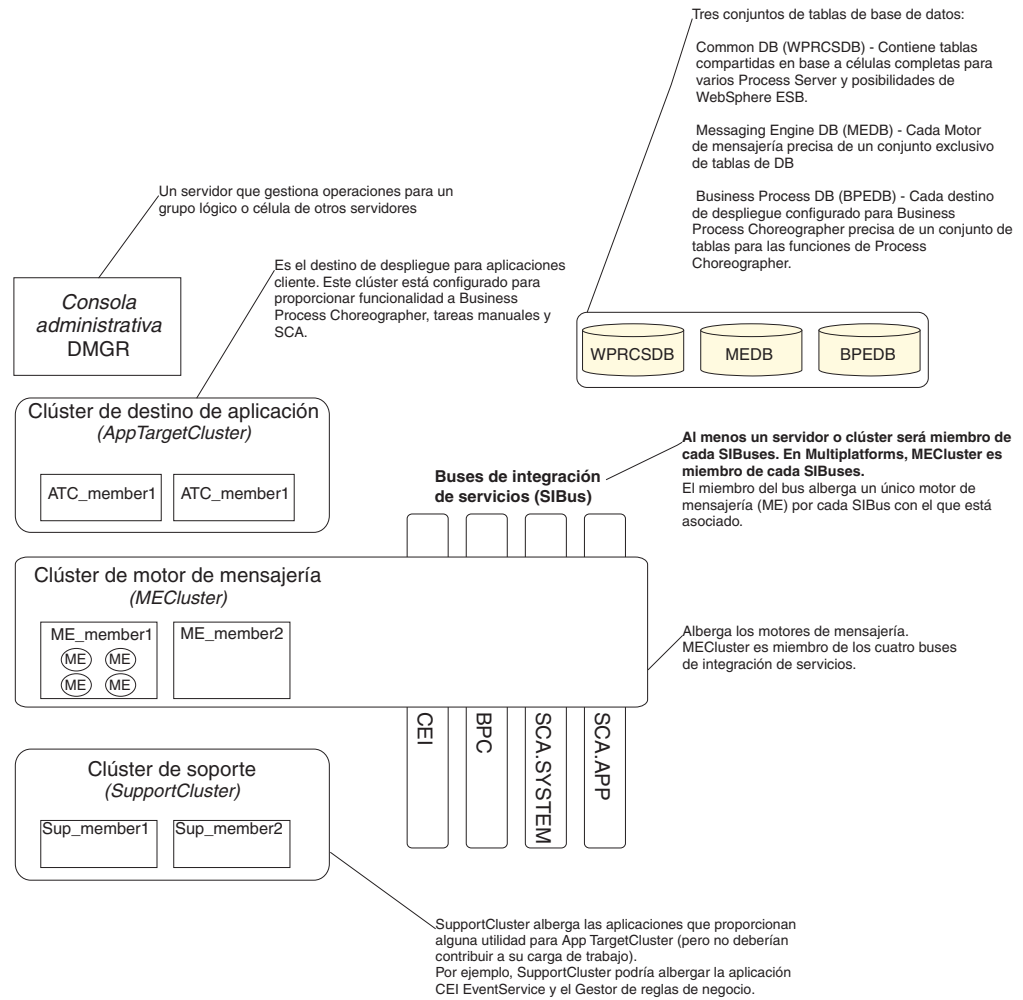 Tres conjuntos de tablas de base de datos:
Common DB (WPRCSDB) - Contiene tablas
compartidas en base a células completas para
varios Process Server y posibilidades de
WebSphere ESB.
Messaging Engine DB (MEDB) - Cada Motor
de mensajería precisa de un conjunto exclusivo
de tablas de DB
Business Process DB (BPEDB) - Cada destino
de despliegue configurado para Business
Process Choreographer precisa de un conjunto de
tablas para las funciones de Process
Choreographer.
Un servidor que gestiona operaciones para un
grupo lógico o célula de otros servidores
Es el destino de despliegue para aplicaciones
cliente. Este clúster está configurado para
proporcionar funcionalidad a Business
Process Choreographer, tareas manuales y
SCA.
Consola
administrativa
DMGR
WPRCSDB
MEDB
BPEDB
Clúster de destino de aplicación
(AppTargetCluster)
ATC_member1
ATC_member1
Buses de integración
de servicios (SIBus)
Al menos un servidor o clúster será miembro de
cada SIBuses. En Multiplatforms, MECluster es
miembro de cada SIBuses.
El miembro del bus alberga un único motor de
mensajería (ME) por cada SIBus con el que está
asociado.
Clúster de motor de mensajería
(MECluster)
ME_member1
ME
ME
ME
ME
ME_member2
Alberga los motores de mensajería.
MECluster es miembro de los cuatro buses
de integración de servicios.
CEI
BPC
SCA.SYSTEM
SCA.APP
Clúster de soporte
(SupportCluster)
Sup_member1
Sup_member2
SupportCluster alberga las aplicaciones que proporcionan
alguna utilidad para App TargetCluster (pero no deberían
contribuir a su carga de trabajo).
Por ejemplo, SupportCluster podría albergar la aplicación
CEI EventService y el Gestor de reglas de negocio.